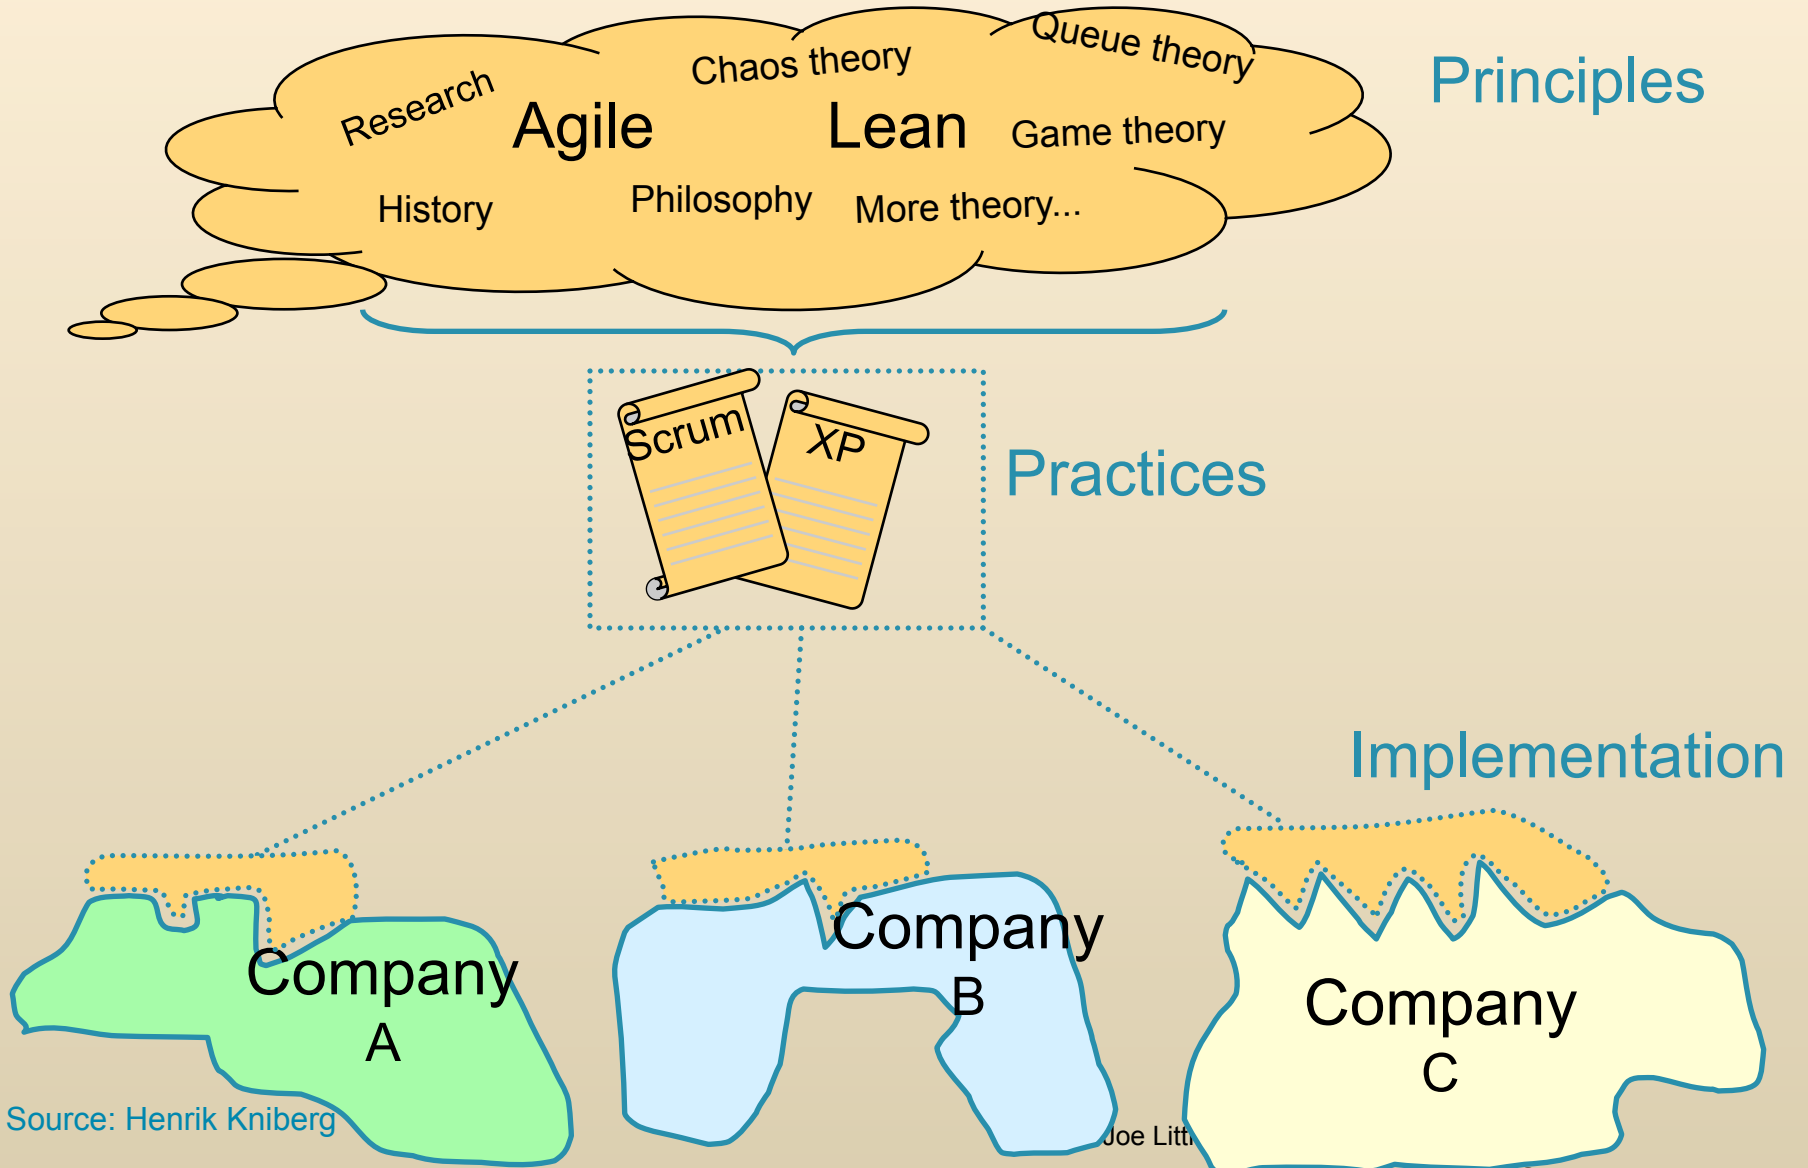 Queue theory
Chaos theory
Principles
Research
Agile
Lean
Game theory
History
Philosophy
More theory...
Scrum
XP
Practices
Implementation
Company
A
Company
B
Company
C
Source: Henrik Kniberg
Joe